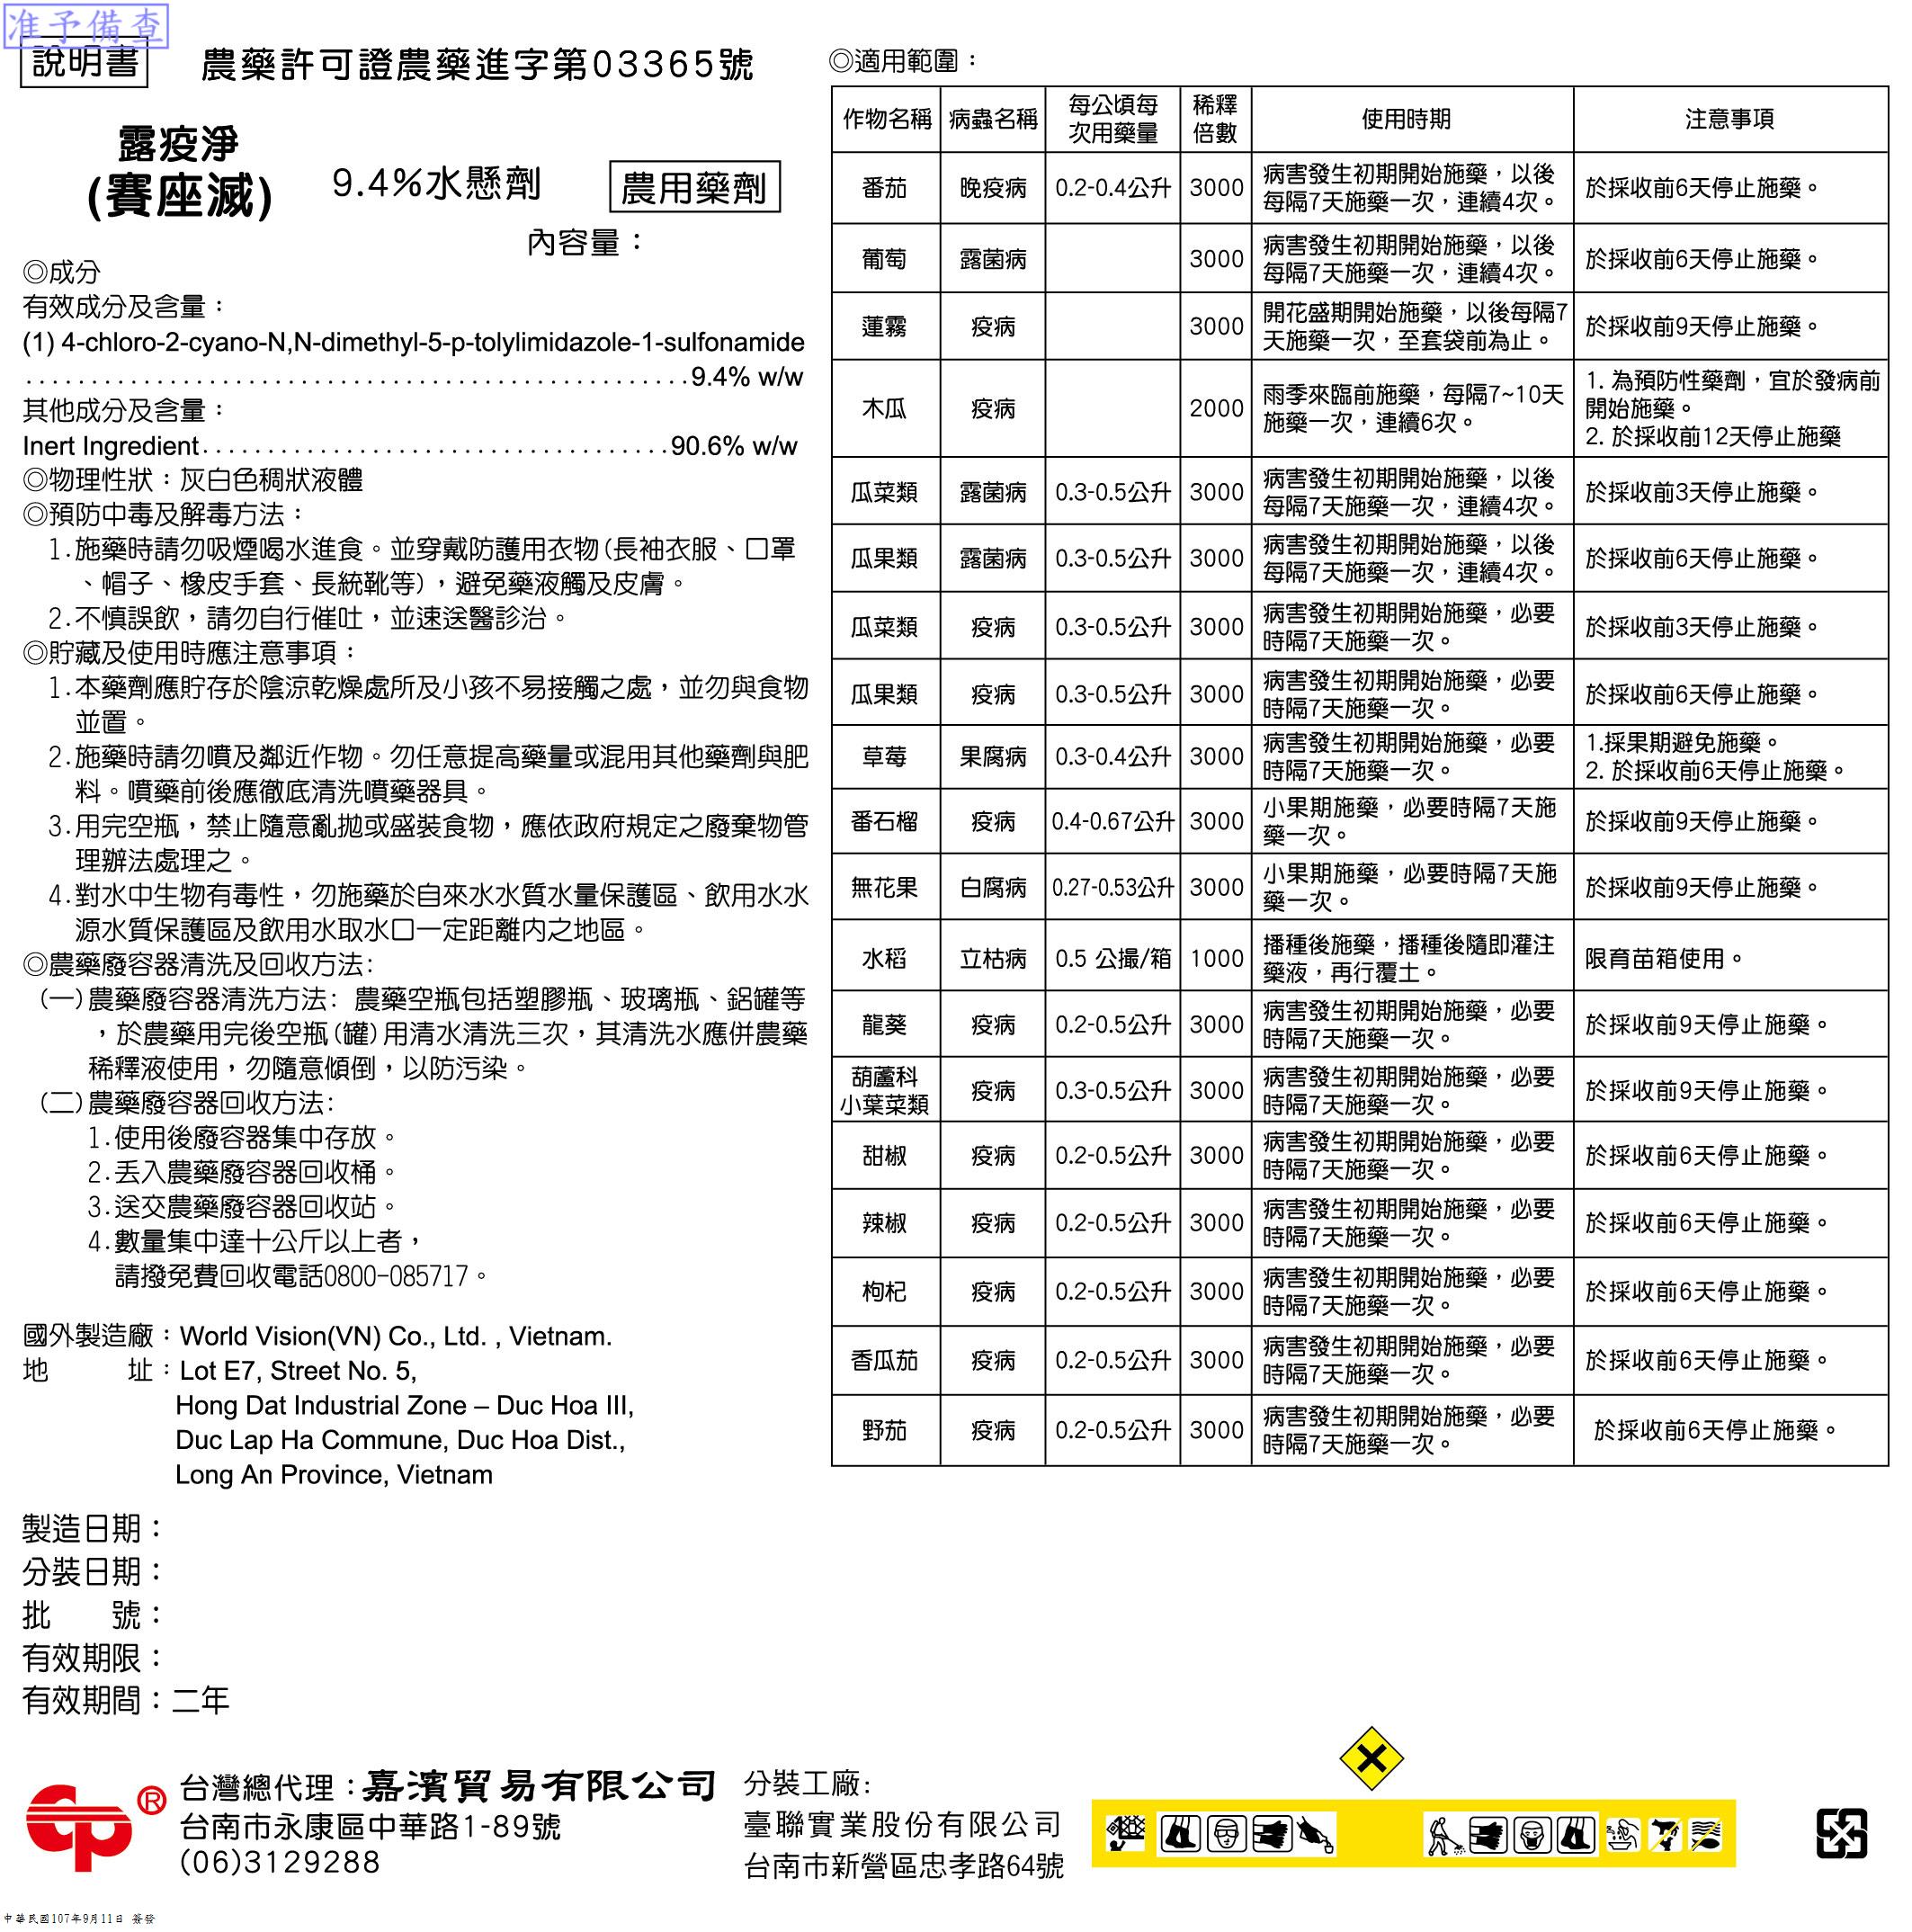 准予備查
說明書
農藥許可證農藥進字第03365號
露疫淨
(賽座滅)
9.4%水懸劑
農用藥劑
內容量：
◎成分
有效成分及含量：
(1) 4-chloro-2-cyano-N,N-dimethyl-5-p-tolylimidazole-1-sulfonamide
....................................................9.4% w/w
其他成分及含量：
Inert Ingredient....................................90.6% w/w
◎物理性狀：灰白色稠狀液體
◎預防中毒及解毒方法：
1.施藥時請勿吸煙喝水進食。並穿戴防護用衣物(長袖衣服、口罩
、帽子、橡皮手套、長統靴等)，避免藥液觸及皮膚。
2.不慎誤飲，請勿自行催吐，並速送醫診治。
◎貯藏及使用時應注意事項：
1.本藥劑應貯存於陰涼乾燥處所及小孩不易接觸之處，並勿與食物
並置。
2.施藥時請勿噴及鄰近作物。勿任意提高藥量或混用其他藥劑與肥
料。噴藥前後應徹底清洗噴藥器具。
3.用完空瓶，禁止隨意亂拋或盛裝食物，應依政府規定之廢棄物管
理辦法處理之。
4.對水中生物有毒性，勿施藥於自來水水質水量保護區、飲用水水
源水質保護區及飲用水取水口一定距離內之地區。
◎農藥廢容器清洗及回收方法:
(一)農藥廢容器清洗方法: 農藥空瓶包括塑膠瓶、玻璃瓶、鋁罐等
，於農藥用完後空瓶(罐)用清水清洗三次，其清洗水應併農藥
稀釋液使用，勿隨意傾倒，以防污染。
(二)農藥廢容器回收方法:
1.使用後廢容器集中存放。
2.丟入農藥廢容器回收桶。
3.送交農藥廢容器回收站。
4.數量集中達十公斤以上者，
請撥免費回收電話0800-085717。
國外製造廠：World Vision(VN) Co., Ltd. , Vietnam.
地　　　址：Lot E7, Street No. 5,
Hong Dat Industrial Zone – Duc Hoa III,
Duc Lap Ha Commune, Duc Hoa Dist.,
Long An Province, Vietnam
製造日期：
分裝日期：
批　　號：
有效期限：
有效期間：二年
◎適用範圍：
作物名稱 病蟲名稱 每公頃每次用藥量 稀釋倍數 使用時期 注意事項
番茄 晚疫病 0.2-0.4公升 3000 病害發生初期開始施藥，以後
每隔7天施藥一次，連續4次。 於採收前6天停止施藥。
葡萄 露菌病 3000 病害發生初期開始施藥，以後
每隔7天施藥一次，連續4次。 於採收前6天停止施藥。
蓮霧 疫病 3000 開花盛期開始施藥，以後每隔7
天施藥一次，至套袋前為止。 於採收前9天停止施藥。
木瓜 疫病 2000 雨季來臨前施藥，每隔7~10天
施藥一次，連續6次。 1. 為預防性藥劑，宜於發病前
開始施藥。
2. 於採收前12天停止施藥
瓜菜類 露菌病 0.3-0.5公升 3000 病害發生初期開始施藥，以後
每隔7天施藥一次，連續4次。 於採收前3天停止施藥。
瓜果類 露菌病 0.3-0.5公升 3000 病害發生初期開始施藥，以後
每隔7天施藥一次，連續4次。 於採收前6天停止施藥。
瓜菜類 疫病 0.3-0.5公升 3000 病害發生初期開始施藥，必要
時隔7天施藥一次。 於採收前3天停止施藥。
瓜果類 疫病 0.3-0.5公升 3000 病害發生初期開始施藥，必要
時隔7天施藥一次。 於採收前6天停止施藥。
草莓 果腐病 0.3-0.4公升 3000 病害發生初期開始施藥，必要
時隔7天施藥一次。 1.採果期避免施藥。
2. 於採收前6天停止施藥。
番石榴 疫病 0.4-0.67公升 3000 小果期施藥，必要時隔7天施
藥一次。 於採收前9天停止施藥。
無花果 白腐病 0.27-0.53公升 3000 小果期施藥，必要時隔7天施
藥一次。 於採收前9天停止施藥。
水稻 立枯病 0.5 公撮/箱 1000 播種後施藥，播種後隨即灌注
藥液，再行覆土。 限育苗箱使用。
龍葵 疫病 0.2-0.5公升 3000 病害發生初期開始施藥，必要
時隔7天施藥一次。 於採收前9天停止施藥。
葫蘆科
小葉菜類 疫病 0.3-0.5公升 3000 病害發生初期開始施藥，必要
時隔7天施藥一次。 於採收前9天停止施藥。
甜椒 疫病 0.2-0.5公升 3000 病害發生初期開始施藥，必要
時隔7天施藥一次。 於採收前6天停止施藥。
辣椒 疫病 0.2-0.5公升 3000 病害發生初期開始施藥，必要
時隔7天施藥一次。 於採收前6天停止施藥。
枸杞 疫病 0.2-0.5公升 3000 病害發生初期開始施藥，必要
時隔7天施藥一次。 於採收前6天停止施藥。
香瓜茄 疫病 0.2-0.5公升 3000 病害發生初期開始施藥，必要
時隔7天施藥一次。 於採收前6天停止施藥。
野茄 疫病 0.2-0.5公升 3000 病害發生初期開始施藥，必要
時隔7天施藥一次。 於採收前6天停止施藥。
CP®
台灣總代理：嘉濱貿易有限公司
台南市永康區中華路1-89號
(06)3129288
分裝工廠:
臺聯實業股份有限公司
台南市新營區忠孝路64號
中華民國107年9月11日 簽發